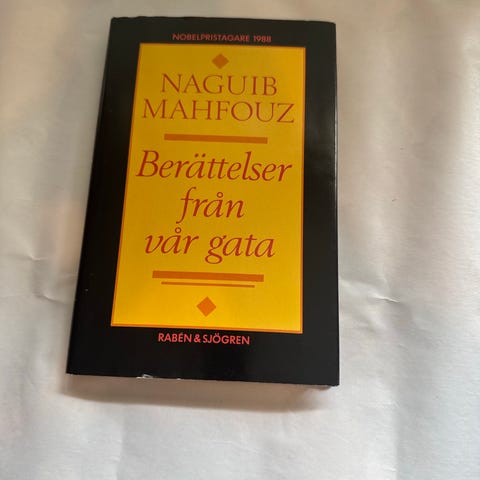 NOBELPRISTAGARE 1988
NAGUIB
MAHFOUZ
Berättelser
från
vår gata
RABÉN & SJÖGREN